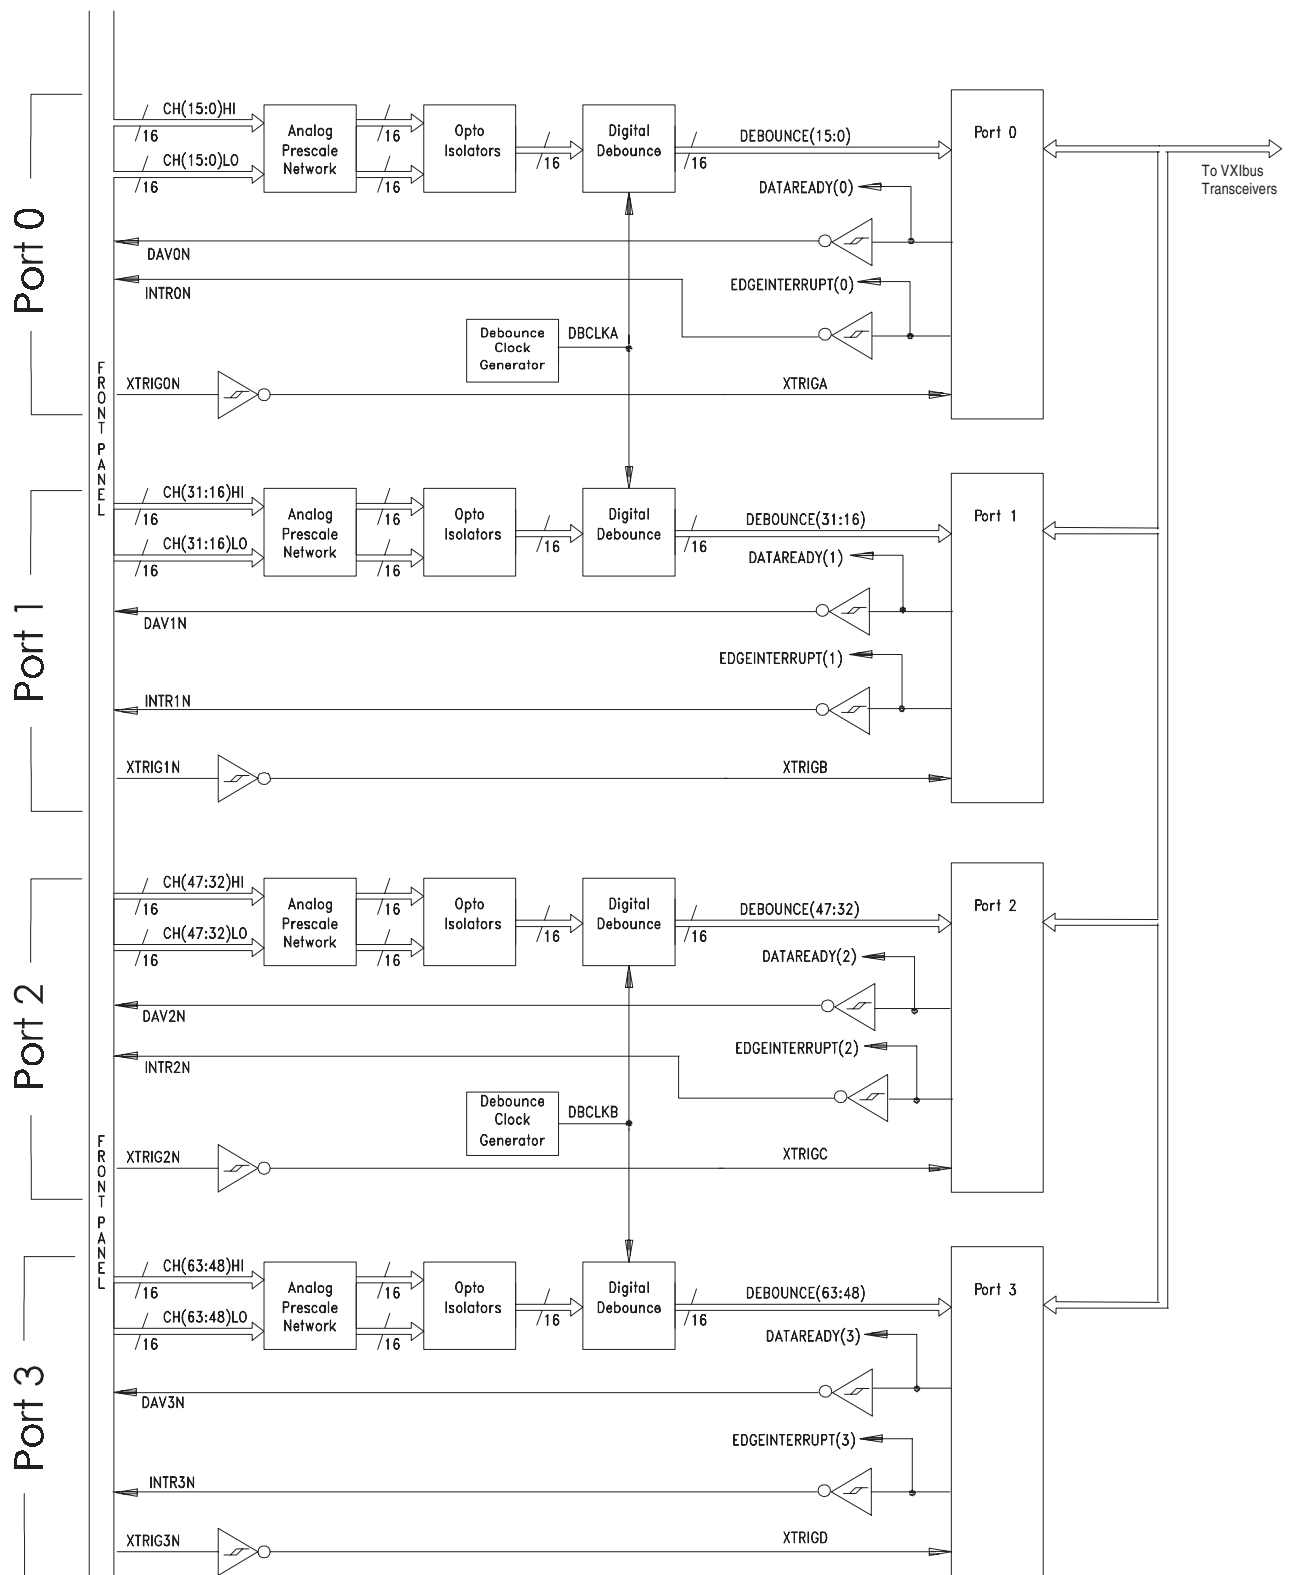 Port 0
CH(15:0)HI
16
CH(15:0)LO
16
Analog
Prescale
Network
16
16
Opto
Isolators
16
Digital
Debounce
16
DEBOUNCE(15:0)
Port 0
To VXIbus
Transceivers
DATAREADY(0)
DAV0N
EDGEINTERRUPT(0)
INTR0N
Debounce
Clock
Generator
DBCLKA
XTRIG0N
XTRIGA
FRONT PANEL
Port 1
CH(31:16)HI
16
CH(31:16)LO
16
Analog
Prescale
Network
16
16
Opto
Isolators
16
Digital
Debounce
16
DEBOUNCE(31:16)
Port 1
DATAREADY(1)
DAV1N
EDGEINTERRUPT(1)
INTR1N
XTRIG1N
XTRIGB
Port 2
CH(47:32)HI
16
CH(47:32)LO
16
Analog
Prescale
Network
16
16
Opto
Isolators
16
Digital
Debounce
16
DEBOUNCE(47:32)
Port 2
DATAREADY(2)
DAV2N
EDGEINTERRUPT(2)
INTR2N
Debounce
Clock
Generator
DBCLKB
XTRIG2N
XTRIGC
FRONT PANEL
Port 3
CH(63:48)HI
16
CH(63:48)LO
16
Analog
Prescale
Network
16
16
Opto
Isolators
16
Digital
Debounce
16
DEBOUNCE(63:48)
Port 3
DATAREADY(3)
DAV3N
EDGEINTERRUPT(3)
INTR3N
XTRIG3N
XTRIGD